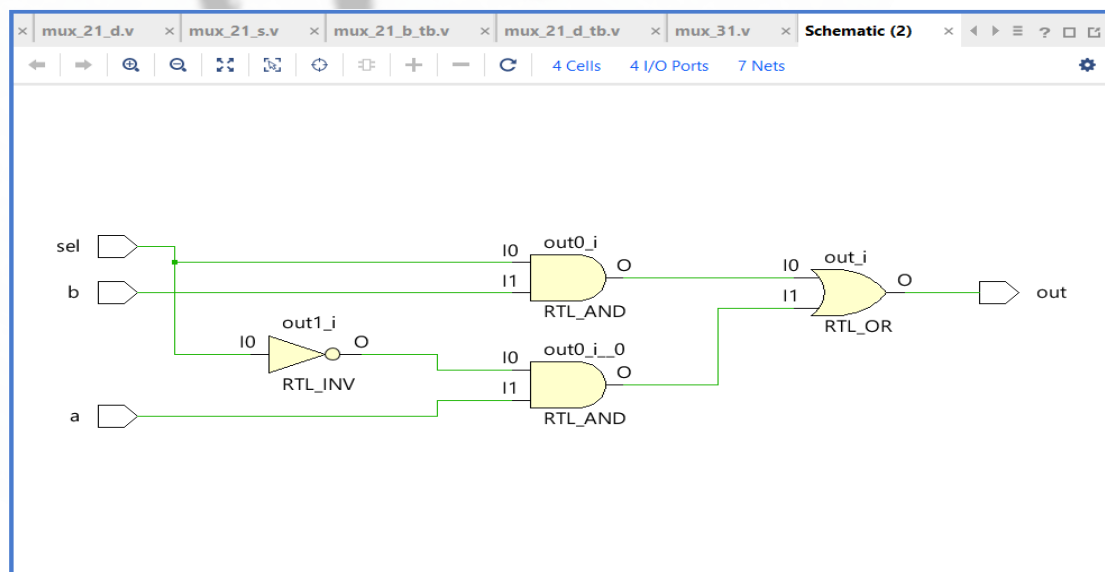 mux_21_d.v × mux_21_s.v × mux_21_b_tb.v × mux_21_d_tb.v × mux_31.v × Schematic (2) ×
4 Cells 4 I/O Ports 7 Nets
sel
b
a
I0 out0_i O
I1
RTL_AND
out1_i
I0 O
RTL_INV
out0_i__0
I0 O
I1
RTL_AND
out_i
I0 O
I1
RTL_OR
out